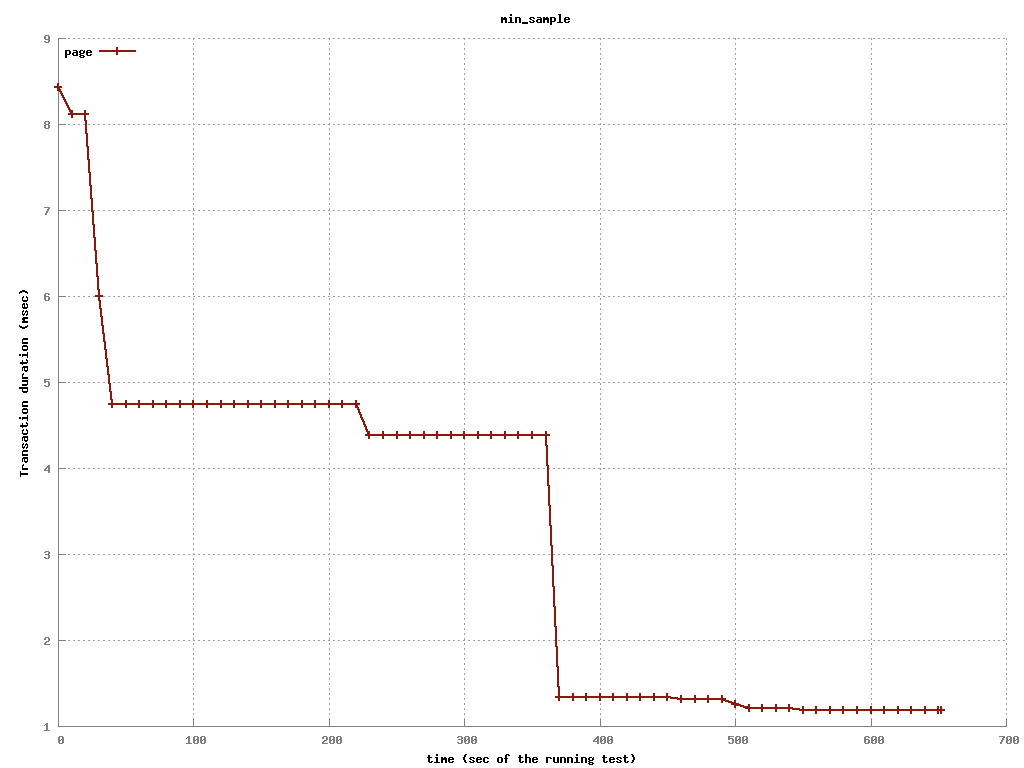 min_sample
9
page
8
7
6
5
4
3
2
1
Transaction duration (msec)
0 100 200 300 400 500 600 700
time (sec of the running test)